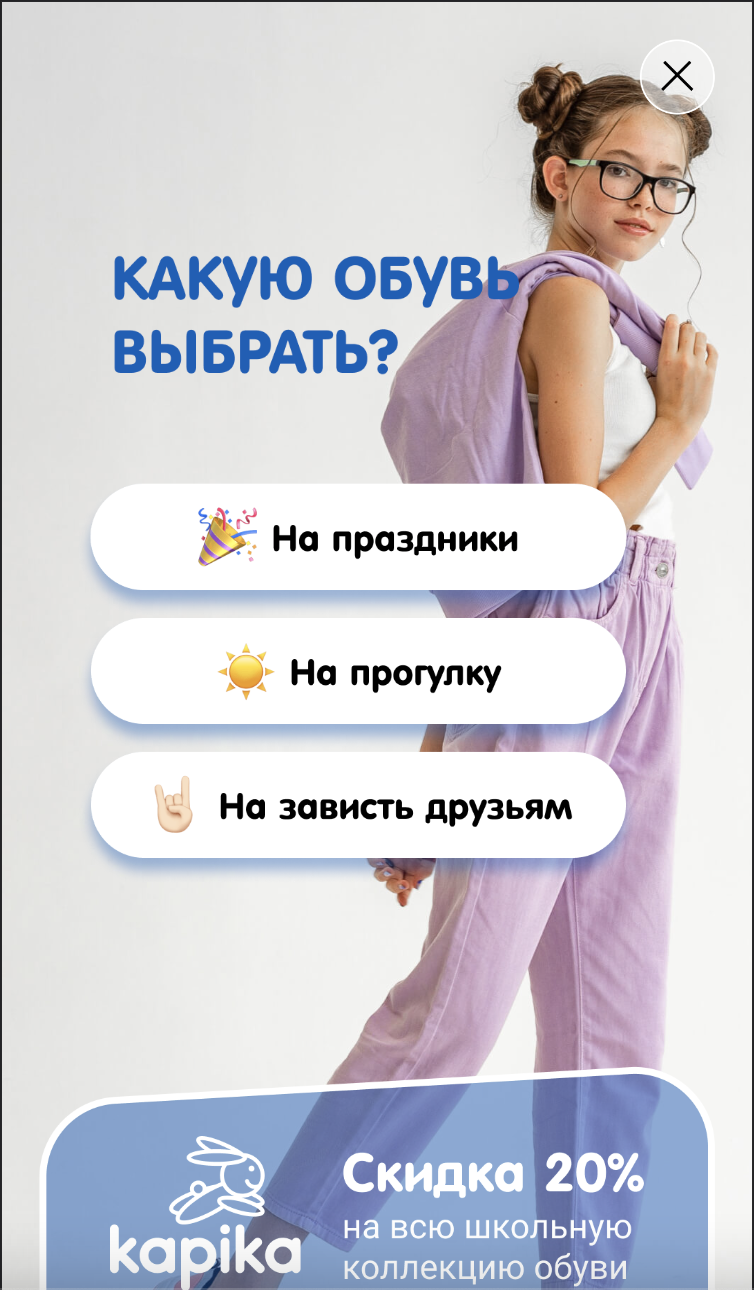 КАКУЮ ОБУВЬ
ВЫБРАТЬ?
На праздники
На прогулку
На зависть друзьям
kapika
Скидка 20%
на всю школьную
коллекцию обуви